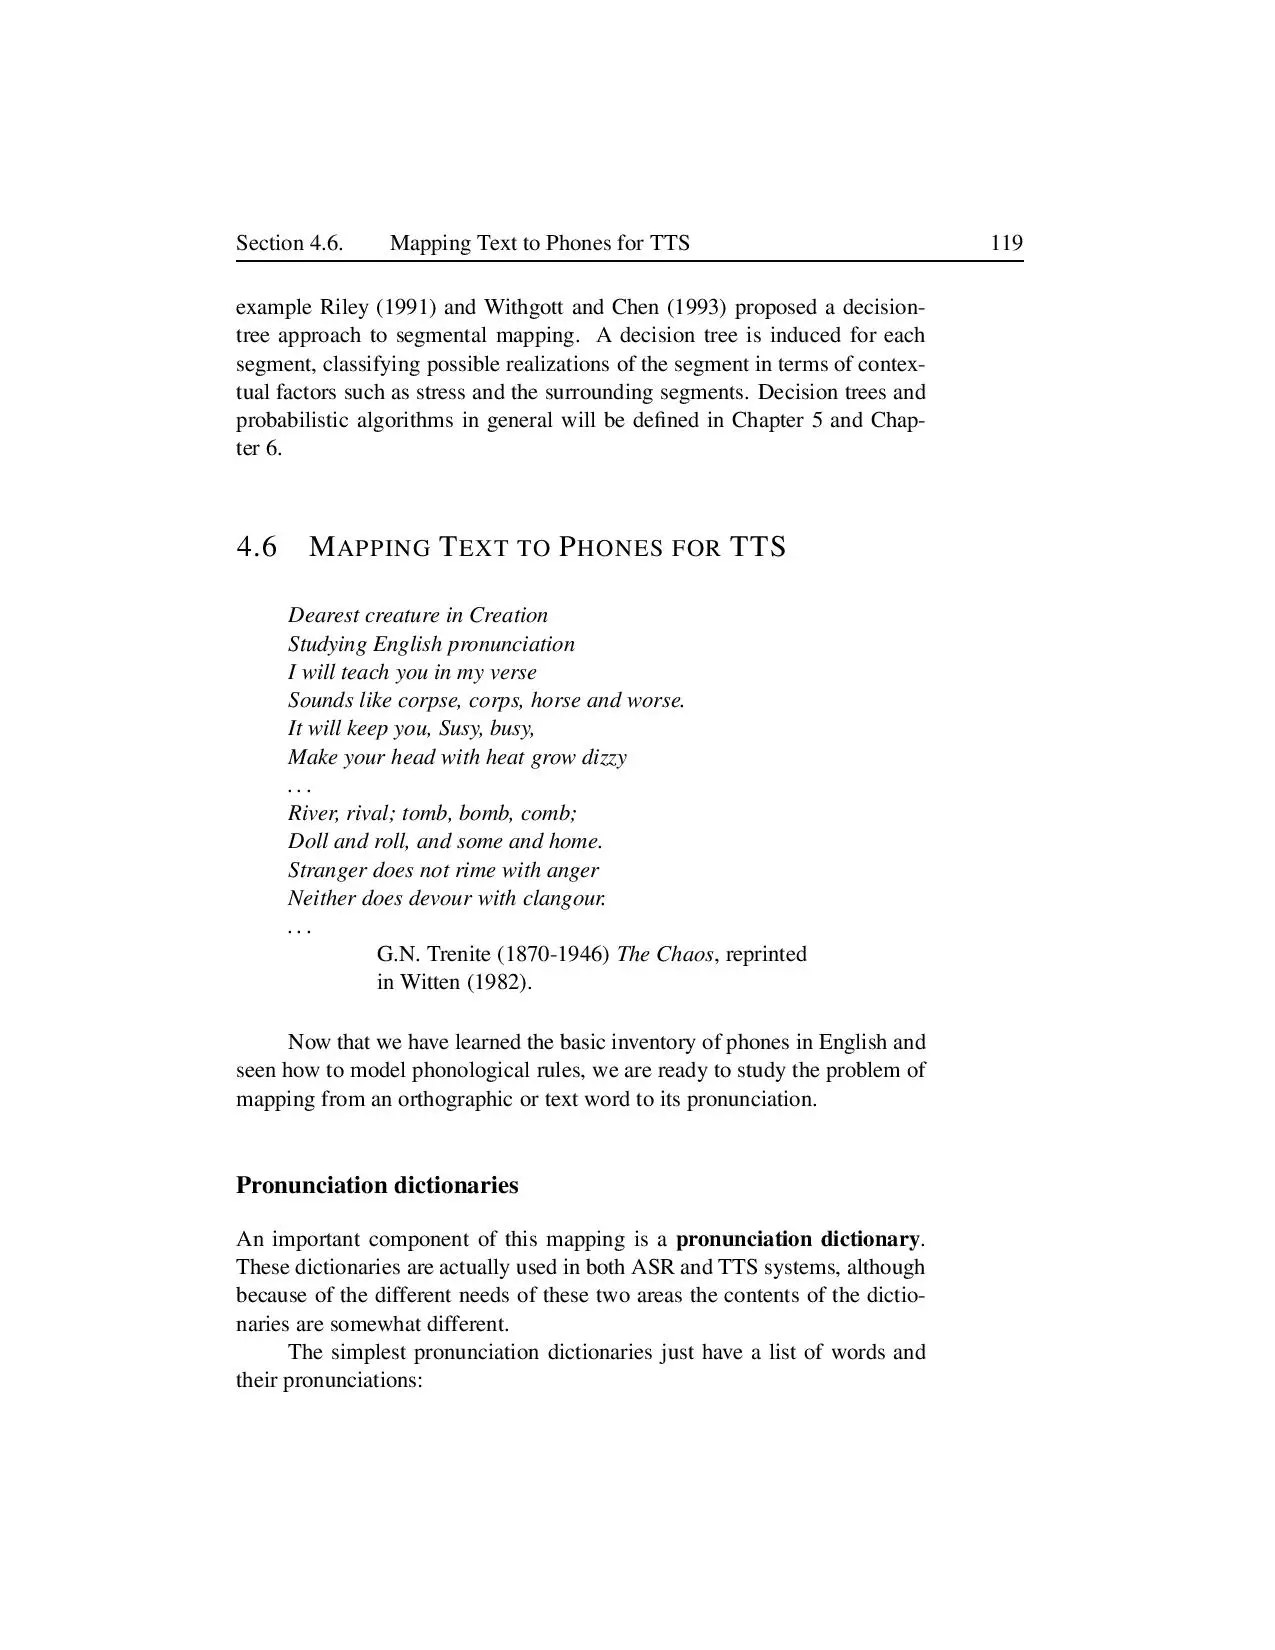 Section 4.6. Mapping Text to Phones for TTS 119
example Riley (1991) and Withgott and Chen (1993) proposed a decision-
tree approach to segmental mapping. A decision tree is induced for each
segment, classifying possible realizations of the segment in terms of contex-
tual factors such as stress and the surrounding segments. Decision trees and
probabilistic algorithms in general will be defined in Chapter 5 and Chap-
ter 6.
4.6 MAPPING TEXT TO PHONES FOR TTS
Dearest creature in Creation
Studying English pronunciation
I will teach you in my verse
Sounds like corpse, corps, horse and worse.
It will keep you, Susy, busy,
Make your head with heat grow dizzy
...
River, rival; tomb, bomb, comb;
Doll and roll, and some and home.
Stranger does not rime with anger
Neither does devour with clangour.
...
G.N. Trenite (1870-1946) The Chaos, reprinted
in Witten (1982).
Now that we have learned the basic inventory of phones in English and
seen how to model phonological rules, we are ready to study the problem of
mapping from an orthographic or text word to its pronunciation.
Pronunciation dictionaries
An important component of this mapping is a pronunciation dictionary.
These dictionaries are actually used in both ASR and TTS systems, although
because of the different needs of these two areas the contents of the dictio-
naries are somewhat different.
The simplest pronunciation dictionaries just have a list of words and
their pronunciations: